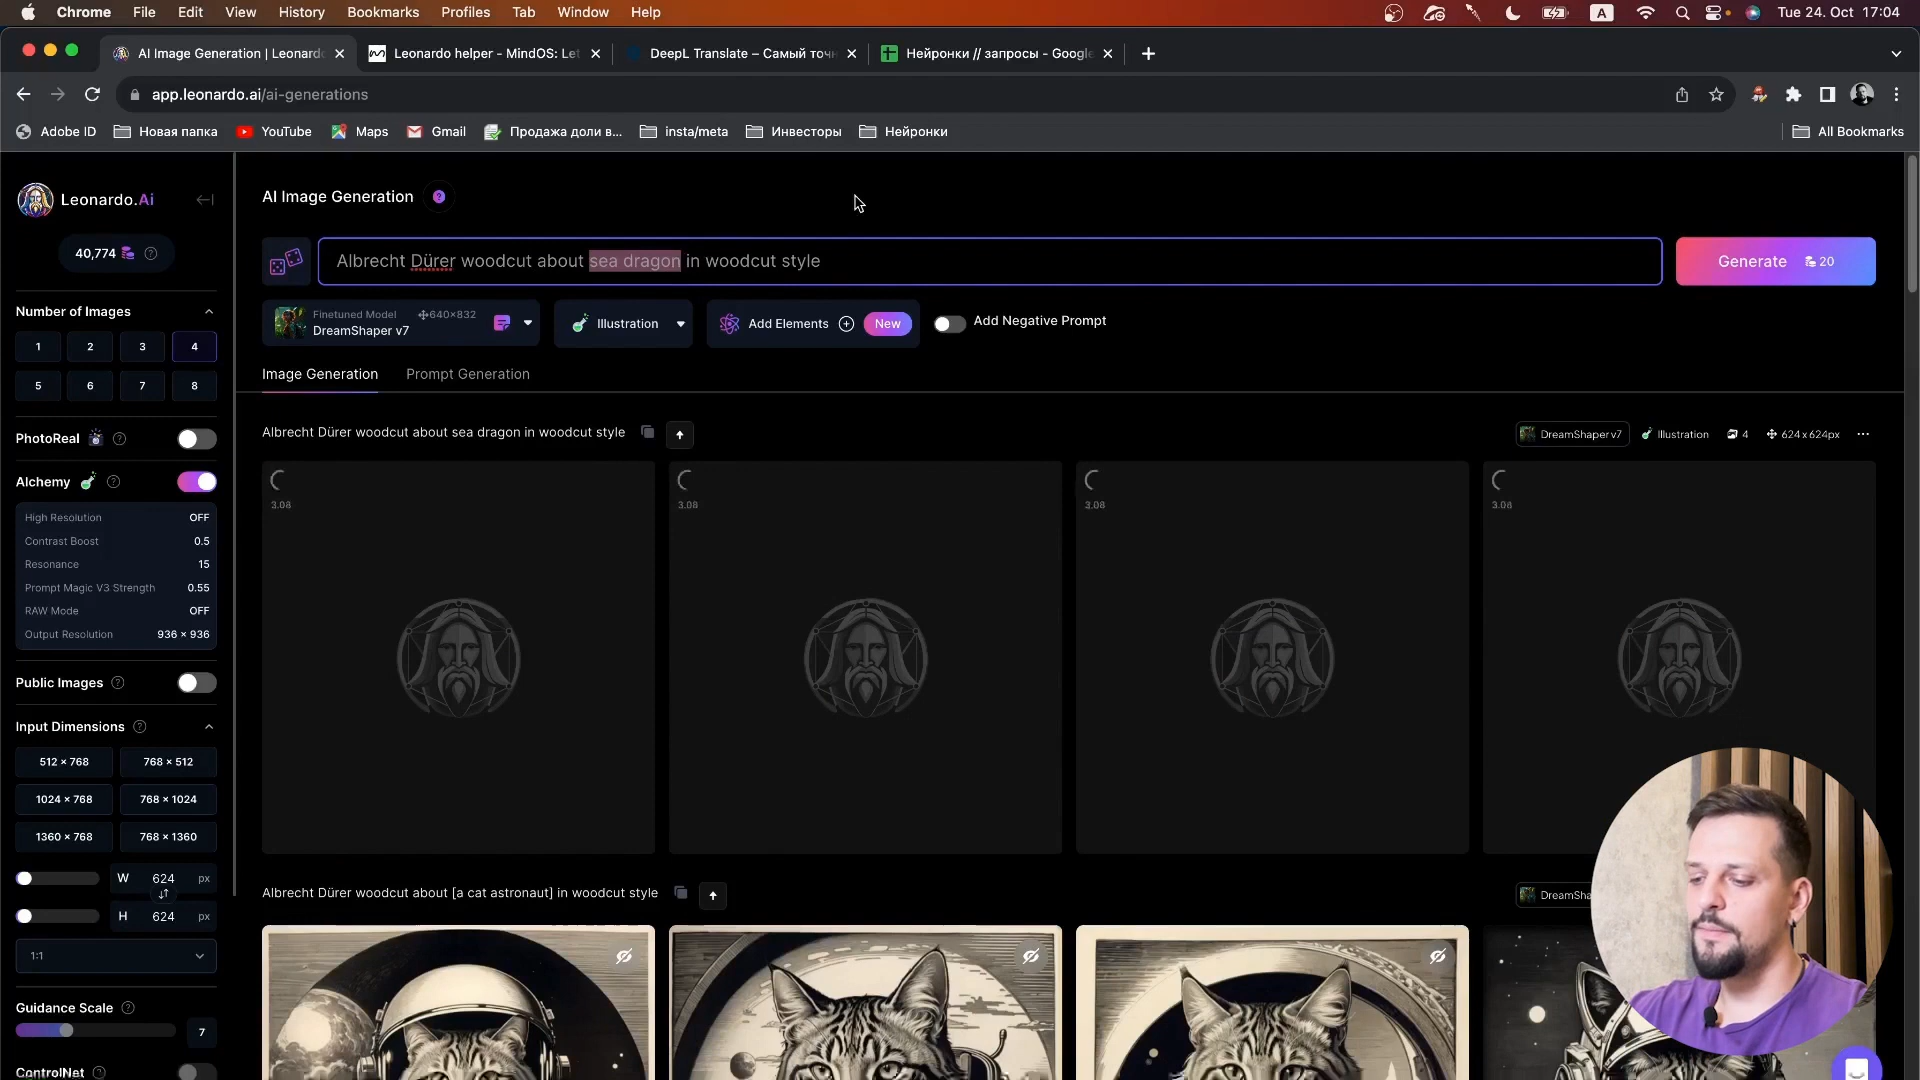 Chrome File Edit View History Bookmarks Profiles Tab Window Help A Tue 24. Oct 17:04
AI Image Generation | Leonardo Leonardo helper - MindOS: Let DeepL Translate – Самый точн Нейронки // запросы - Google
app.leonardo.ai/ai-generations
Adobe ID Новая папка YouTube Maps Gmail Продажа доли в... insta/meta Инвесторы Нейронки All Bookmarks
Leonardo.Ai
40,774
Number of Images
1 2 3 4
5 6 7 8
PhotoReal
Alchemy
High Resolution OFF
Contrast Boost 0.5
Resonance 15
Prompt Magic V3 Strength 0.55
RAW Mode OFF
Output Resolution 936 × 936
Public Images
Input Dimensions
512 × 768 768 × 512
1024 × 768 768 × 1024
1360 × 768 768 × 1360
W 624 px
H 624 px
1:1
Guidance Scale
7
ControlNet
AI Image Generation
Albrecht Dürer woodcut about sea dragon in woodcut style
Generate 20
Finetuned Model 640×832
DreamShaper v7
Illustration
Add Elements New
Add Negative Prompt
Image Generation Prompt Generation
Albrecht Dürer woodcut about sea dragon in woodcut style
DreamShaper v7 Illustration 4 624 x 624px ...
3.08 3.08 3.08 3.08
Albrecht Dürer woodcut about [a cat astronaut] in woodcut style
DreamSha